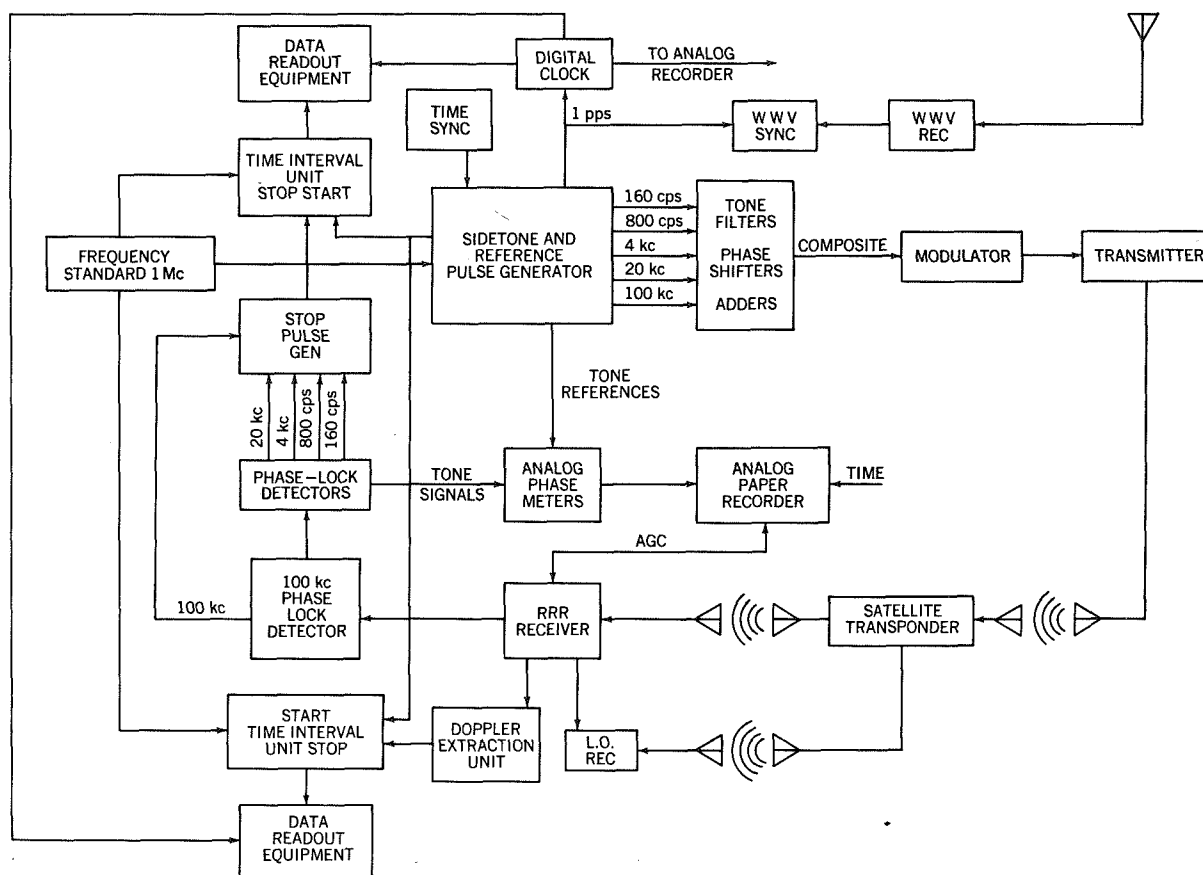 DATA
READOUT
EQUIPMENT
DIGITAL
CLOCK
TO ANALOG
RECORDER
TIME
SYNC
1 pps
WWV
SYNC
WWV
REC
TIME INTERVAL
UNIT
STOP START
FREQUENCY
STANDARD 1 Mc
SIDETONE AND
REFERENCE
PULSE GENERATOR
160 cps
800 cps
4 kc
20 kc
100 kc
TONE
FILTERS
PHASE
SHIFTERS
ADDERS
COMPOSITE
MODULATOR
TRANSMITTER
STOP
PULSE
GEN
20 kc
4 kc
800 cps
160 cps
TONE
REFERENCES
PHASE-LOCK
DETECTORS
TONE
SIGNALS
ANALOG
PHASE
METERS
ANALOG
PAPER
RECORDER
TIME
AGC
100 kc
100 kc
PHASE
LOCK
DETECTOR
RRR
RECEIVER
SATELLITE
TRANSPONDER
START
TIME INTERVAL
UNIT STOP
DOPPLER
EXTRACTION
UNIT
L.O.
REC
DATA
READOUT
EQUIPMENT